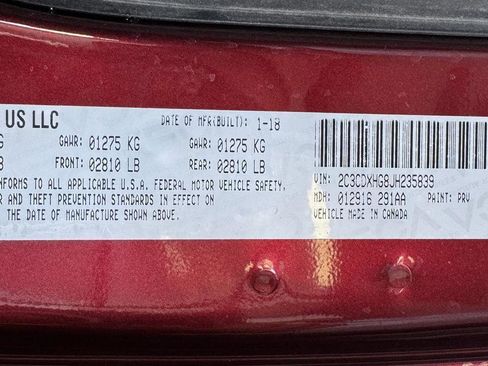 US LLC
DATE OF MFR(BUILT): 1-18
GAWR: 01275 KG GAWR: 01275 KG
FRONT: 02810 LB REAR: 02810 LB
NFORMS TO ALL APPLICABLE U.S.A. FEDERAL MOTOR VEHICLE SAFETY,
R AND THEFT PREVENTION STANDARDS IN EFFECT
THE DATE OF MANUFACTURE SHOWN ABOVE.
VIN: 2C3CDXHG8JH235839
MDH: 012916 291AA PAINT: PRV
VEHICLE MADE IN CANADA